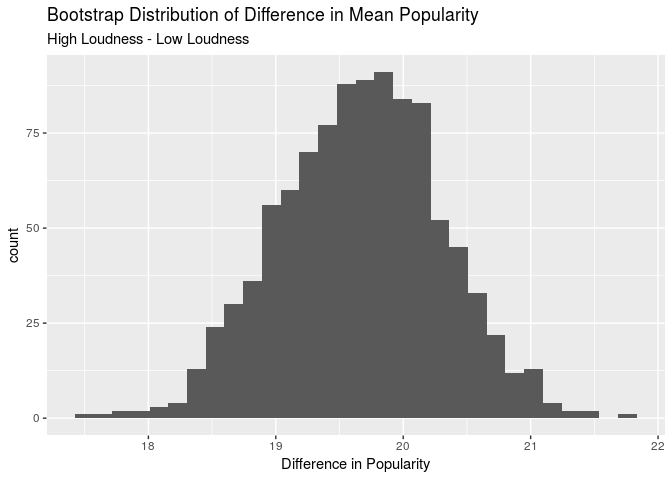 Bootstrap Distribution of Difference in Mean Popularity
High Loudness - Low Loudness
75
50
25
0
count
18 19 20 21 22
Difference in Popularity